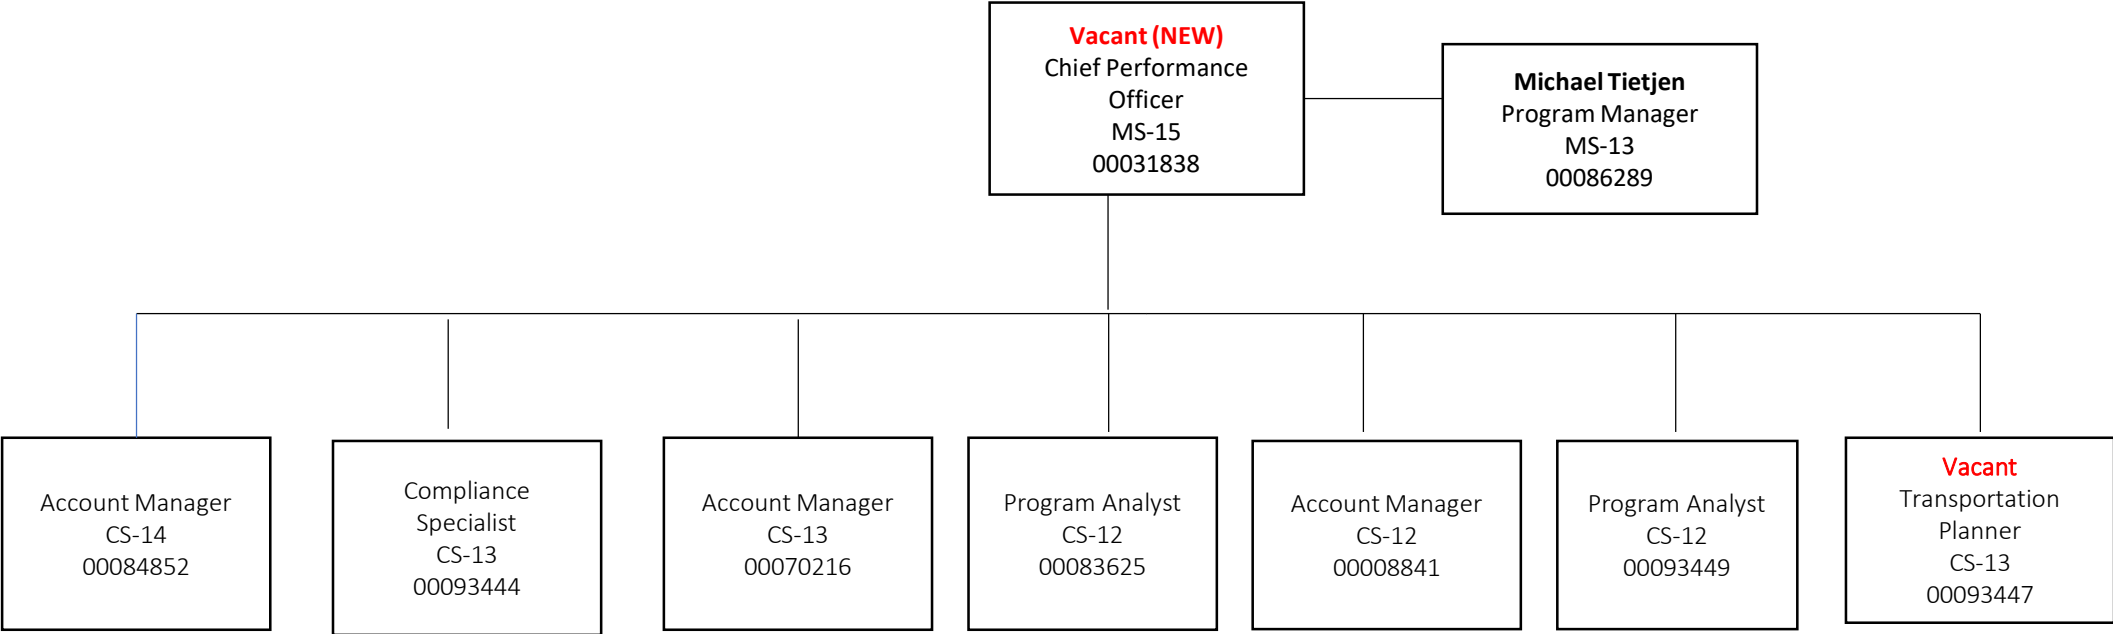 Vacant (NEW)
Chief Performance
Officer
MS-15
00031838
Michael Tietjen
Program Manager
MS-13
00086289
Account Manager
CS-14
00084852
Compliance
Specialist
CS-13
00093444
Account Manager
CS-13
00070216
Program Analyst
CS-12
00083625
Account Manager
CS-12
00008841
Program Analyst
CS-12
00093449
Vacant
Transportation
Planner
CS-13
00093447